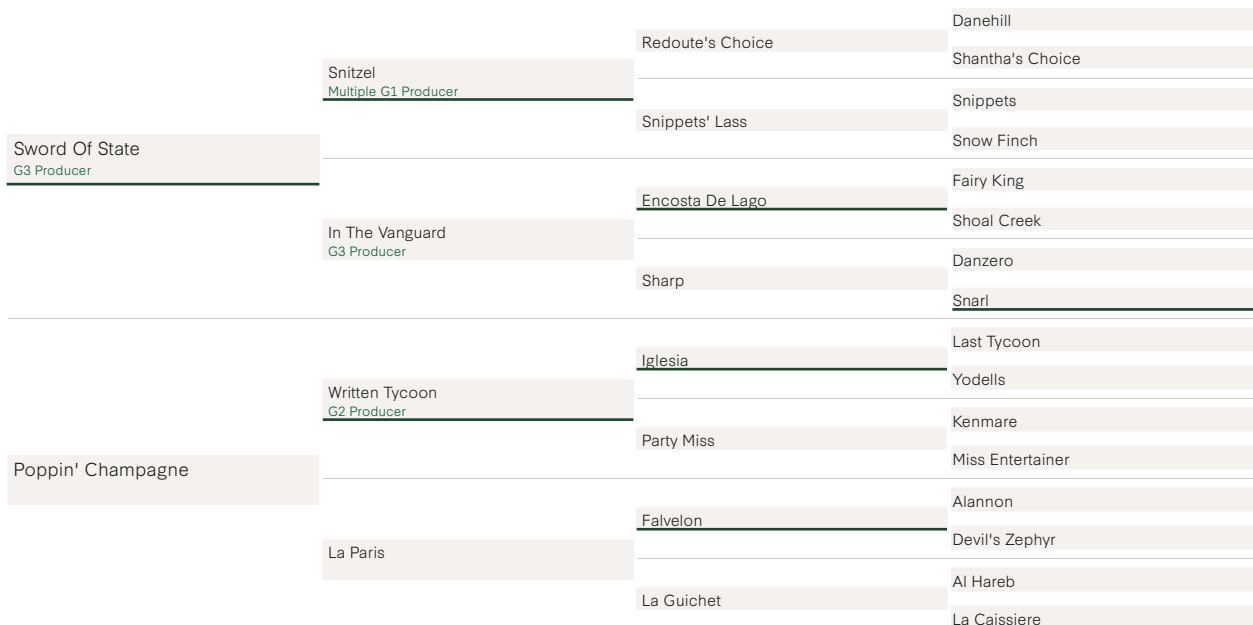 Danehill
Redoute's Choice
Shantha's Choice
Snitzel
Multiple G1 Producer
Snippets
Snippets' Lass
Snow Finch
Sword Of State
G3 Producer
Fairy King
Encosta De Lago
Shoal Creek
In The Vanguard
G3 Producer
Danzero
Sharp
Snarl
Last Tycoon
Iglesia
Yodells
Written Tycoon
G2 Producer
Kenmare
Party Miss
Miss Entertainer
Poppin' Champagne
Alannon
Falvelon
Devil's Zephyr
La Paris
Al Hareb
La Guichet
La Caissiere